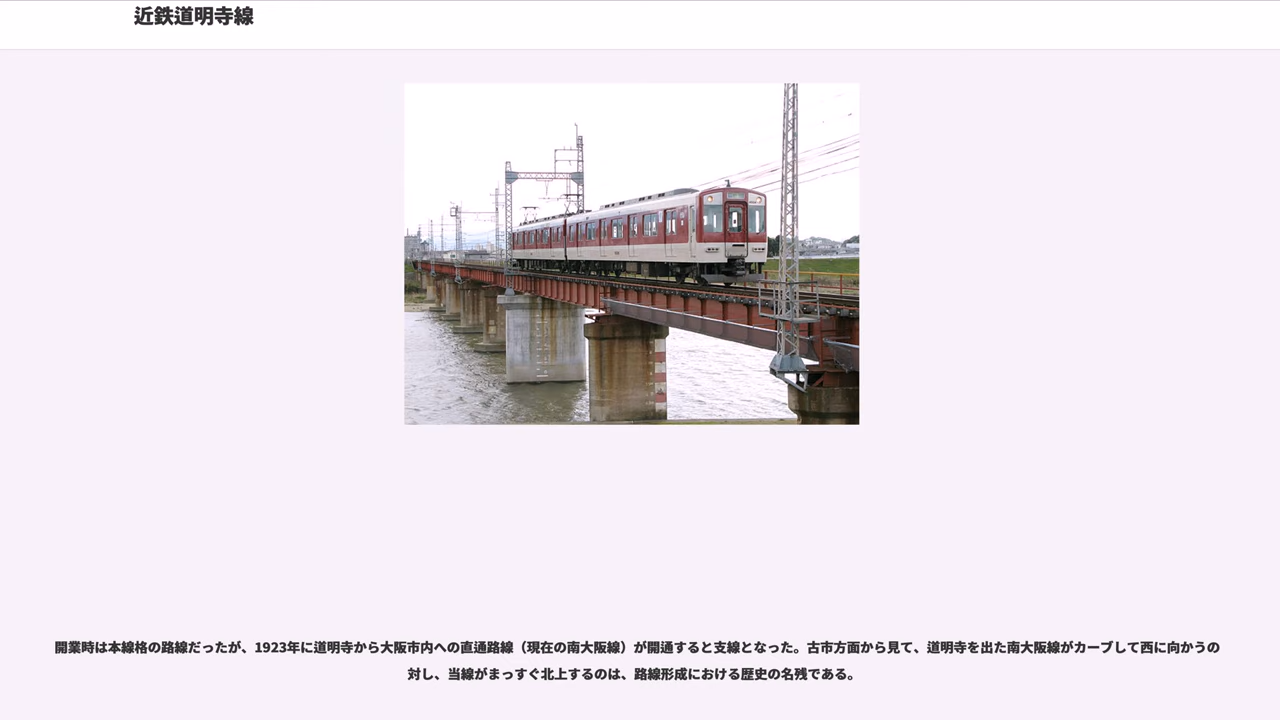 近鉄道明寺線
開業時は本線格の路線だったが、1923年に道明寺から大阪市内への直通路線（現在の南大阪線）が開通すると支線となった。古市方面から見て、道明寺を出た南大阪線がカーブして西に向かうの
対し、当線がまっすぐ北上するのは、路線形成における歴史の名残である。